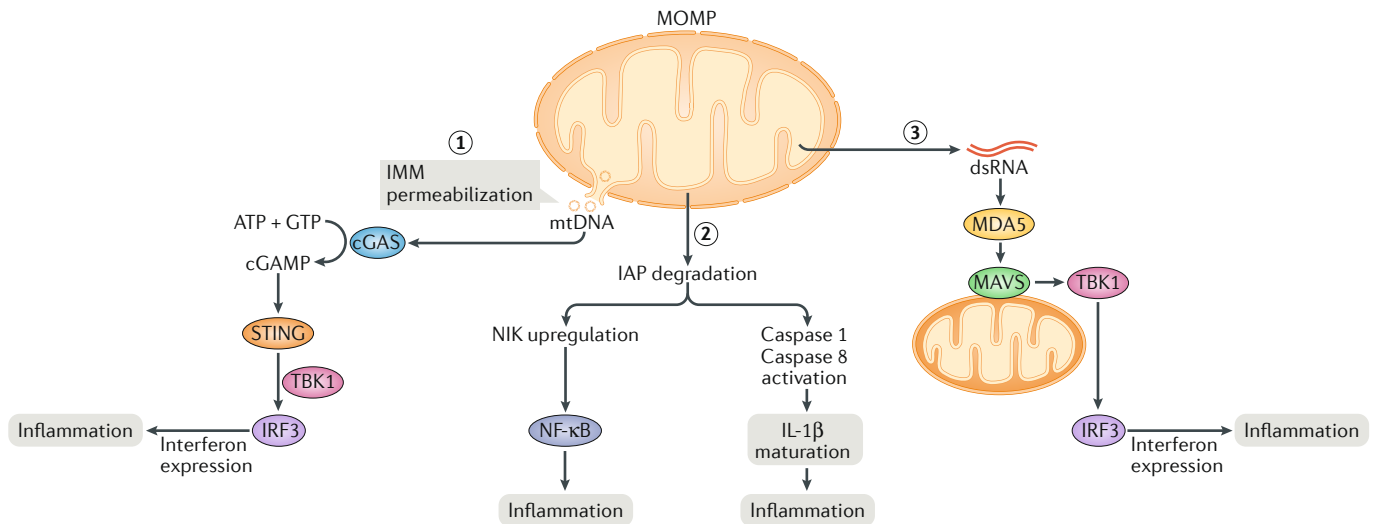 MOMP
1
IMM
permeabilization
mtDNA
ATP + GTP
cGAS
cGAMP
STING
TBK1
IRF3
Interferon
expression
Inflammation
2
IAP degradation
NIK upregulation
NF-κB
Inflammation
Caspase 1
Caspase 8
activation
IL-1β
maturation
Inflammation
3
dsRNA
MDA5
MAVS
TBK1
IRF3
Interferon
expression
Inflammation